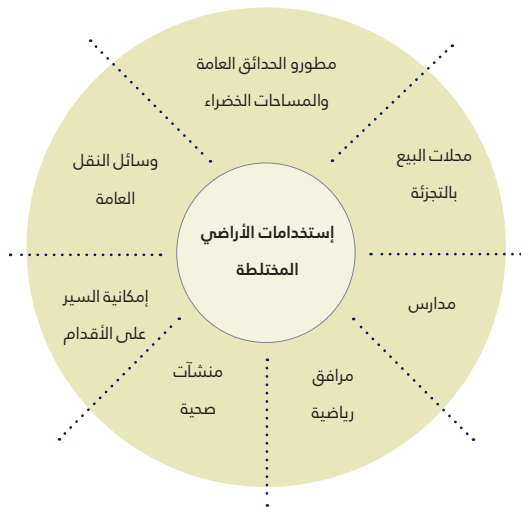 مطورو الحدائق العامة
والمساحات الخضراء
محلات البيع
بالتجزئة
مدارس
مرافق
رياضية
منشآت
صحية
إمكانية السير
على الأقدام
وسائل النقل
العامة
إستخدامات الأراضي
المختلطة